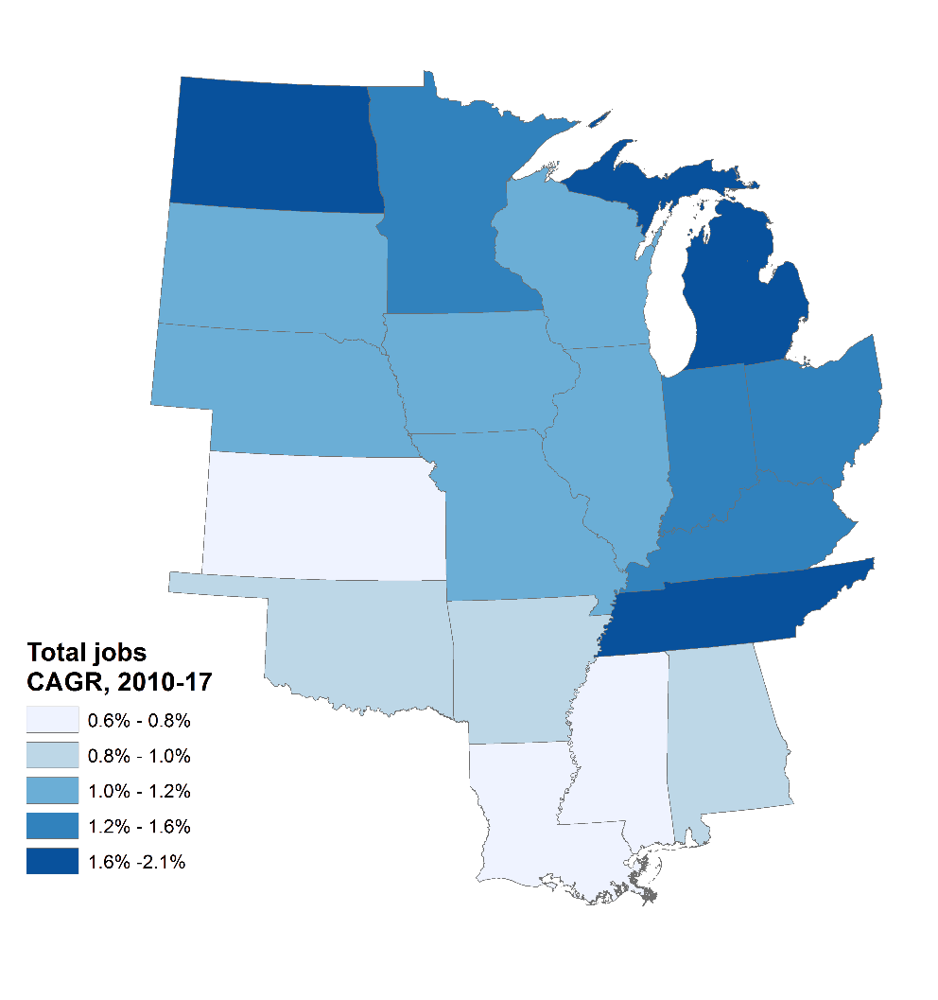 Total jobs
CAGR, 2010-17
0.6% - 0.8%
0.8% - 1.0%
1.0% - 1.2%
1.2% - 1.6%
1.6% -2.1%